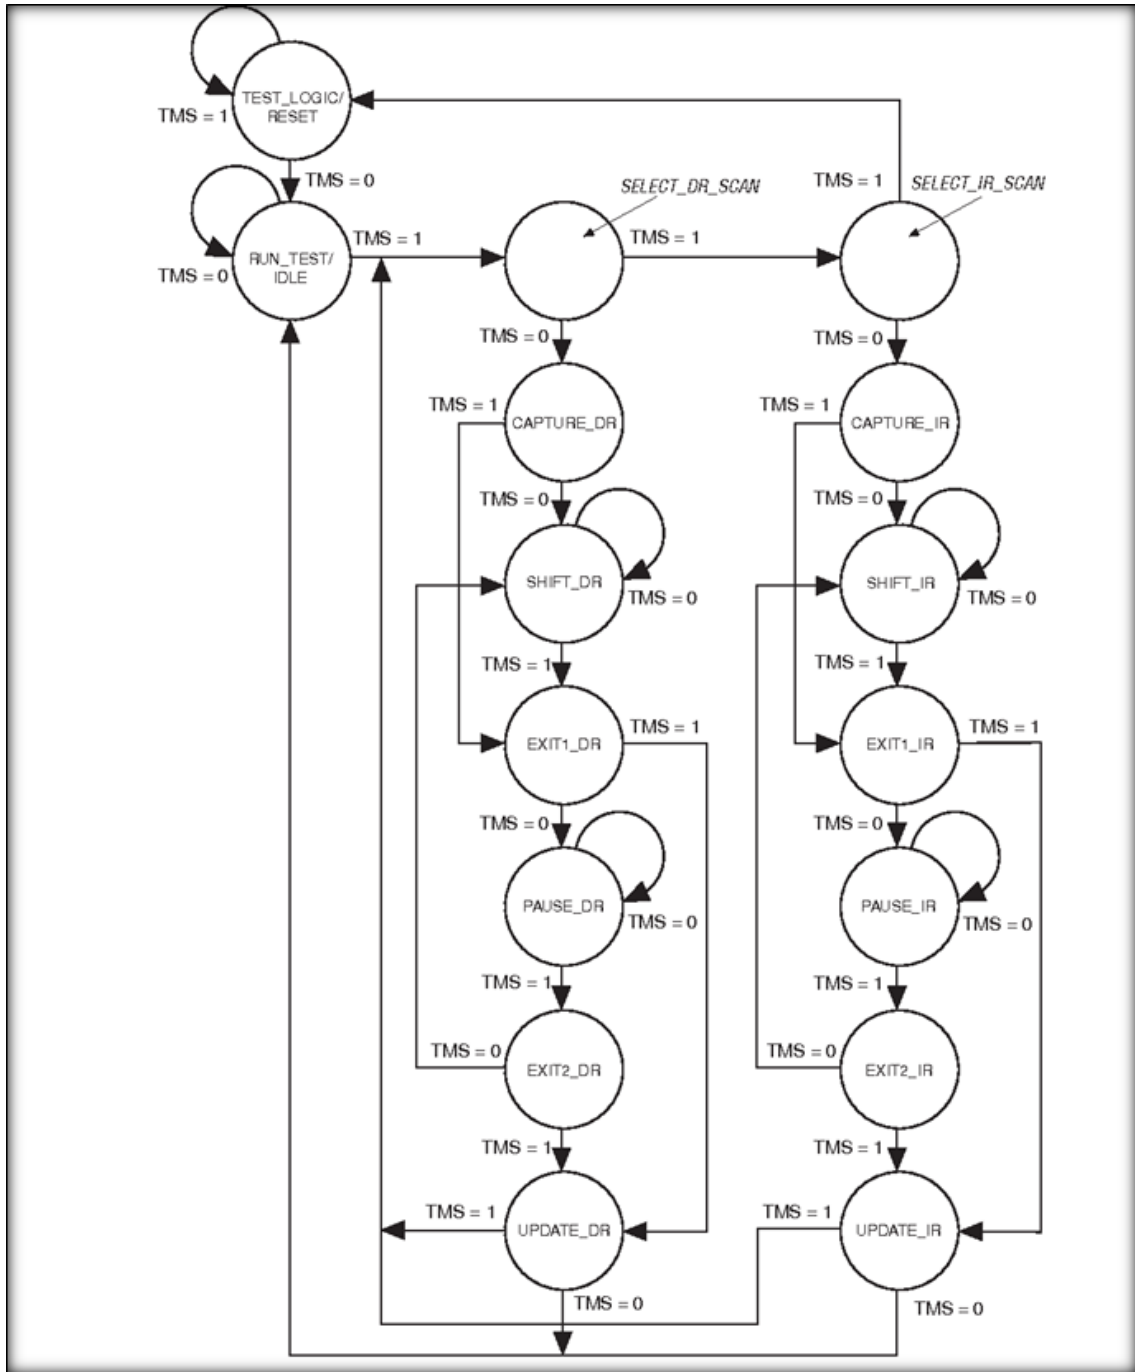 TEST_LOGIC/
RESET
TMS = 1
TMS = 0
SELECT_DR_SCAN
TMS = 1
SELECT_IR_SCAN
TMS = 1
TMS = 1
RUN_TEST/
IDLE
TMS = 0
TMS = 0
TMS = 0
TMS = 1
CAPTURE_DR
TMS = 1
CAPTURE_IR
TMS = 0
TMS = 0
SHIFT_DR
TMS = 0
SHIFT_IR
TMS = 0
TMS = 1
TMS = 1
EXIT1_DR
TMS = 1
EXIT1_IR
TMS = 1
TMS = 0
TMS = 0
PAUSE_DR
TMS = 0
PAUSE_IR
TMS = 0
TMS = 1
TMS = 1
TMS = 0
EXIT2_DR
TMS = 0
EXIT2_IR
TMS = 1
TMS = 1
TMS = 1
UPDATE_DR
TMS = 1
UPDATE_IR
TMS = 0
TMS = 0